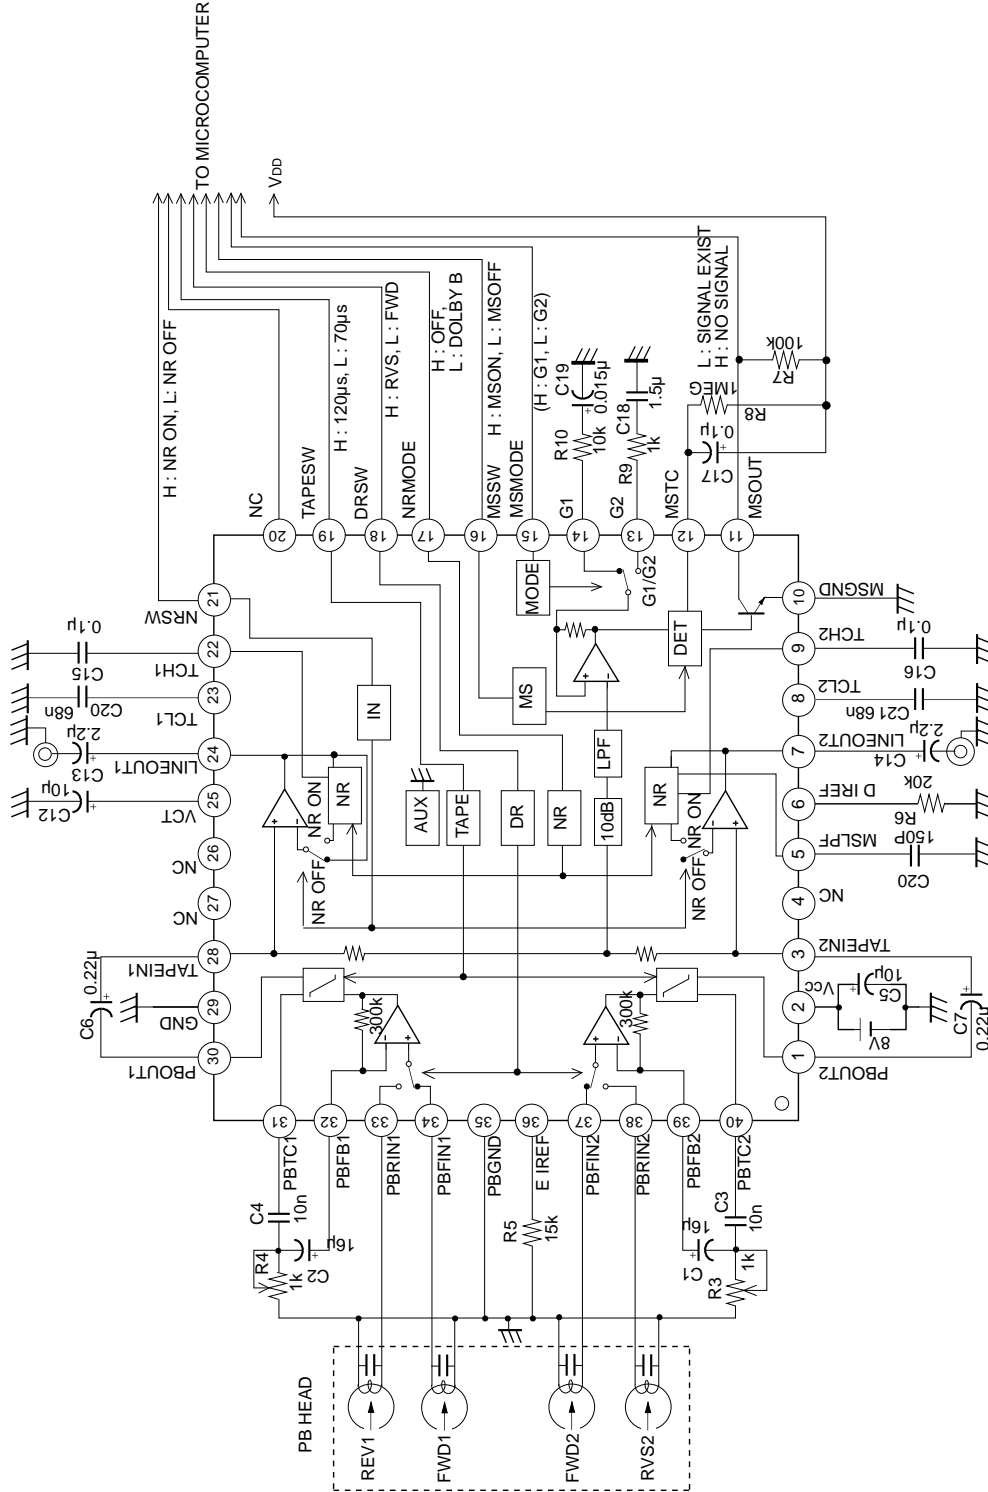 TO MICROCOMPUTER
VDD
H : NR ON, L: NR OFF
H : 120µs, L : 70µs
H : RVS, L : FWD
H : OFF,
L : DOLBY B
H : MSON, L : MSOFF
(H : G1, L : G2)
L : SIGNAL EXIST
H : NO SIGNAL
NC
TAPESW
DRSW
NRMODE
MSSW
MSMODE
G1
G2
MSTC
MSOUT
20
19
18
17
16
15
14
13
12
11
R10
10k
C19
0.015µ
R9
1k
C18
1.5µ
C17
0.1µ
R8
1MEG
R7
100k
21
NRSW
22
TCH1
C15
0.1µ
23
TCL1
C20
68n
24
LINEOUT1
C13
2.2µ
25
VCT
C12
10µ
26
NC
27
NC
28
TAPEIN1
29
GND
30
PBOUT1
C6
0.22µ
IN
NR
NR ON
NR OFF
AUX
TAPE
DR
NR
10dB
LPF
MS
MODE
G1/G2
DET
NR
NR ON
NR OFF
300k
300k
10
MSGND
9
TCH2
C16
0.1µ
8
TCL2
C21
68n
7
LINEOUT2
C14
2.2µ
6
D IREF
R6
20k
5
MSLPF
C20
150P
4
NC
3
TAPEIN2
2
Vcc
C5
10µ
8V
1
PBOUT2
C7
0.22µ
31
32
33
34
35
36
37
38
39
40
PBTC1
PBFB1
PBRIN1
PBFIN1
PBGND
E IREF
PBFIN2
PBRIN2
PBFB2
PBTC2
C4
10n
R4
1k
C2
16µ
R5
15k
C1
16µ
C3
10n
R3
1k
PB HEAD
REV1
FWD1
FWD2
RVS2